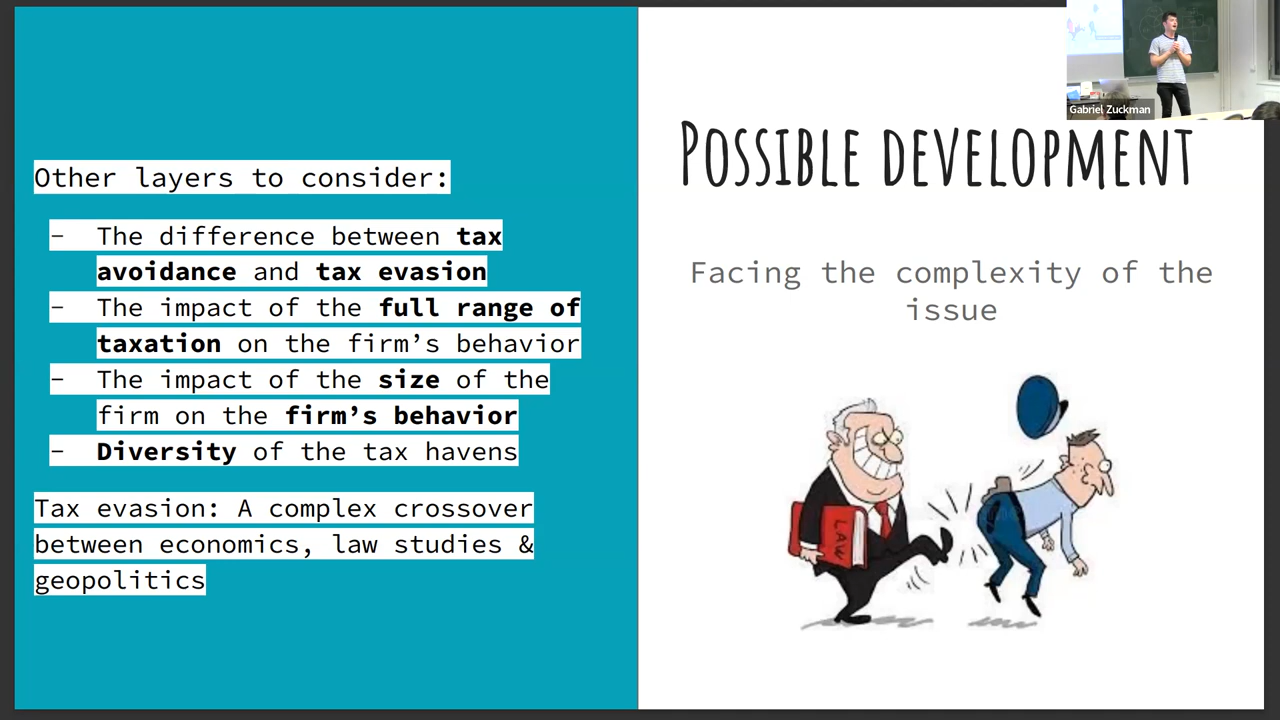 Other layers to consider:
- The difference between tax
avoidance and tax evasion
- The impact of the full range of
taxation on the firm’s behavior
- The impact of the size of the
firm on the firm’s behavior
- Diversity of the tax havens
Tax evasion: A complex crossover
between economics, law studies &
geopolitics
Gabriel Zuckman
Possible development
Facing the complexity of the
issue
LAW